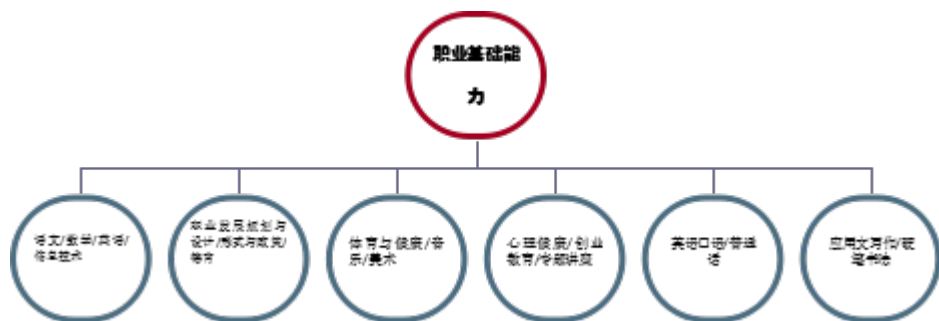 职业基础能
力
语文/数学/英语/
信息技术
职业发展规划与
设计/形式与政策/
德育
体育与健康/音
乐/美术
心理健康/创业
教育/专题讲座
英语口语/普通
话
应用文写作/硬
笔书法